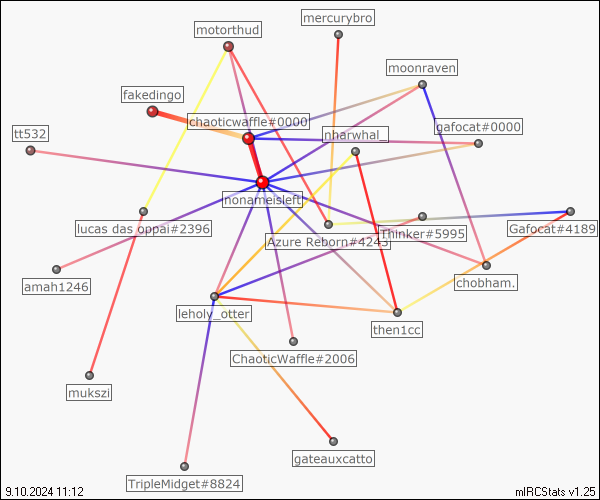 mercurybro
motorthud
moonraven
fakedingo
chaoticwaffle#0000
gafocat#0000
tt532
nharwhal_
nonameisleft
lucas das oppai#2396
Azure Reborn#4243
Thinker#5995
Gafocat#4189
amah1246
chobham.
leholy_otter
then1cc
ChaoticWaffle#2006
mukszi
gateauxcatto
TripleMidget#8824
9.10.2024 11:12
mIRCStats v1.25